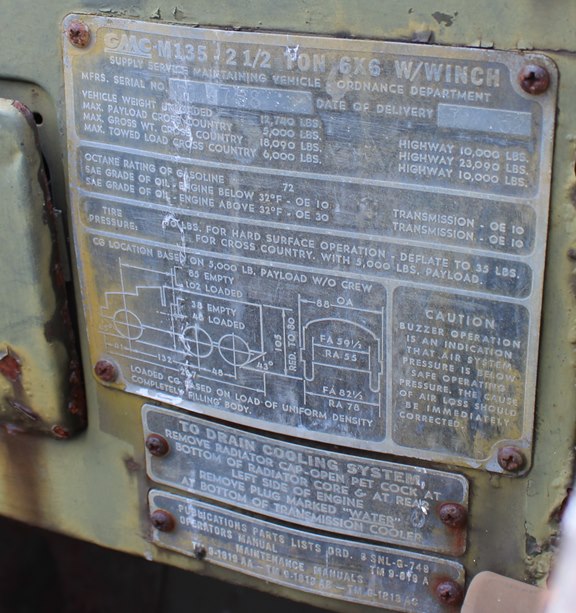 GMC M135 2 1/2 TON 6X6 W/WINCH
SUPPLY SERVICE MAINTAINING VEHICLE - ORDNANCE DEPARTMENT
MFRS. SERIAL NO. DATE OF DELIVERY
VEHICLE WEIGHT 12,740 LBS.
MAX. PAYLOAD CROSS COUNTRY 5,000 LBS. HIGHWAY 10,000 LBS.
MAX. GROSS WT. CROSS COUNTRY 18,090 LBS. HIGHWAY 23,090 LBS.
MAX. TOWED LOAD CROSS COUNTRY 6,000 LBS. HIGHWAY 10,000 LBS.
OCTANE RATING OF GASOLINE 72
SAE GRADE OF OIL - ENGINE BELOW 32°F - OE 10 TRANSMISSION - OE 10
SAE GRADE OF OIL - ENGINE ABOVE 32°F - OE 30 TRANSMISSION - OE 10
TIRE LBS. FOR HARD SURFACE OPERATION - DEFLATE TO 35 LBS.
PRESSURE: FOR CROSS COUNTRY. WITH 5,000 LBS. PAYLOAD.
CG LOCATION BASED ON 5,000 LB. PAYLOAD W/O CREW
85 EMPTY
102 LOADED
38 EMPTY
LOADED
88 OA
105
RED. TO 80
FA 59 1/2
RA 55
FA 82 1/2
RA 78
132
48
43°
LOADED CG BASED ON LOAD OF UNIFORM DENSITY
COMPLETELY FILLING BODY.
CAUTION
BUZZER OPERATION
IS AN INDICATION
THAT AIR SYSTEM
PRESSURE IS BELOW
SAFE OPERATING
PRESSURE. THE CAUSE
OF AIR LOSS SHOULD
BE IMMEDIATELY
CORRECTED.
TO DRAIN COOLING SYSTEM,
REMOVE RADIATOR CAP-OPEN PET COCK AT
BOTTOM OF RADIATOR CORE & AT REAR
LEFT SIDE OF ENGINE
REMOVE PLUG MARKED "WATER"
AT BOTTOM OF TRANSMISSION COOLER
PUBLICATIONS PARTS LISTS ORD. 8 SNL-G-749
OPERATORS MANUAL TM 9-819 A
MAINTENANCE MANUALS